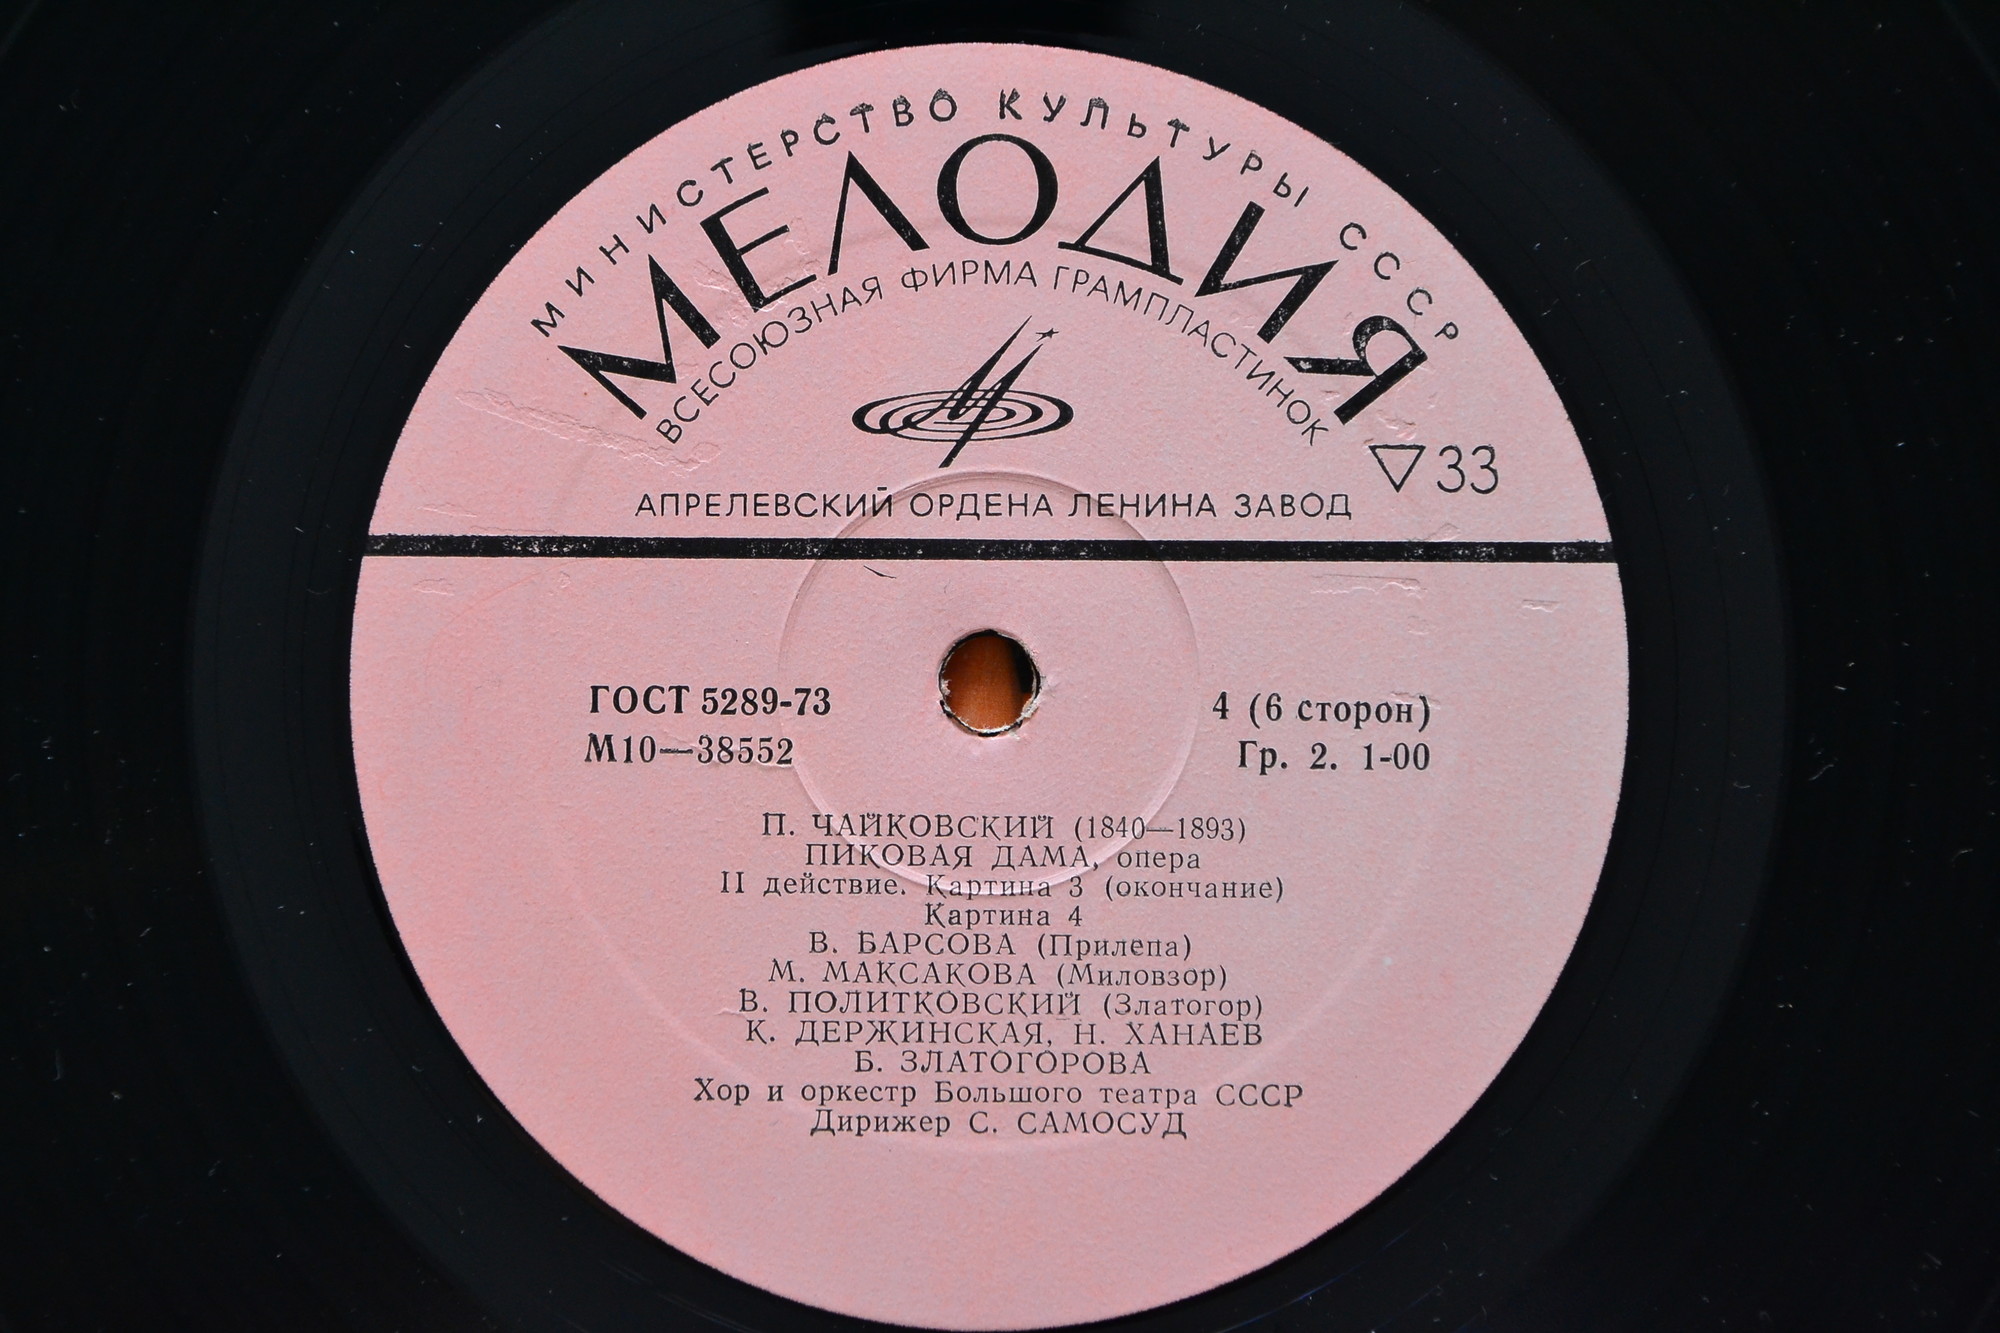 МИНИСТЕРСТВО КУЛЬТУРЫ СССР
МЕЛОДИЯ
ВСЕСОЮЗНАЯ ФИРМА ГРАМПЛАСТИНОК
33
АПРЕЛЕВСКИЙ ОРДЕНА ЛЕНИНА ЗАВОД
ГОСТ 5289-73
М10—38552
4 (6 сторон)
Гр. 2. 1-00
П. ЧАЙКОВСКИЙ (1840—1893)
ПИКОВАЯ ДАМА, опера
II действие. Картина 3 (окончание)
Картина 4
В. БАРСОВА (Прилепа)
М. МАКСАКОВА (Миловзор)
В. ПОЛИТКОВСКИЙ (Златогор)
К. ДЕРЖИНСКАЯ, Н. ХАНАЕВ
Б. ЗЛАТОГОРОВА
Хор и оркестр Большого театра СССР
Дирижер С. САМОСУД